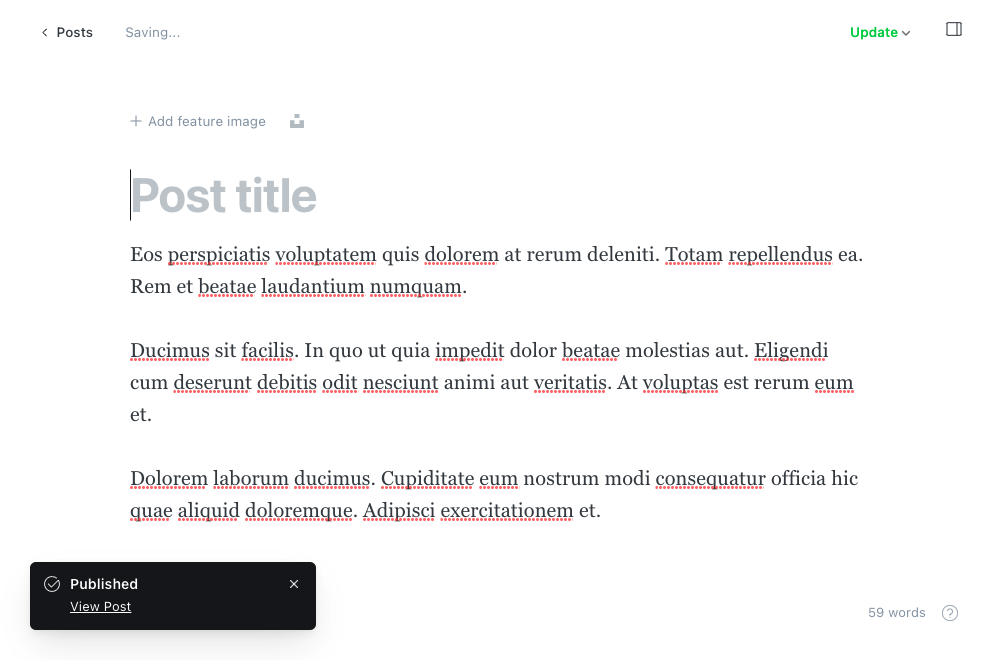 Posts
Saving...
Update
Add feature image
Post title
Eos perspiciatis voluptatem quis dolorem at rerum deleniti. Totam repellendus ea.
Rem et beatae laudantium numquam.
Ducimus sit facilis. In quo ut quia impedit dolor beatae molestias aut. Eligendi
cum deserunt debitis odit nesciunt animi aut veritatis. At voluptas est rerum eum
et.
Dolorem laborum ducimus. Cupiditate eum nostrum modi consequatur officia hic
quae aliquid doloremque. Adipisci exercitationem et.
Published
View Post
59 words